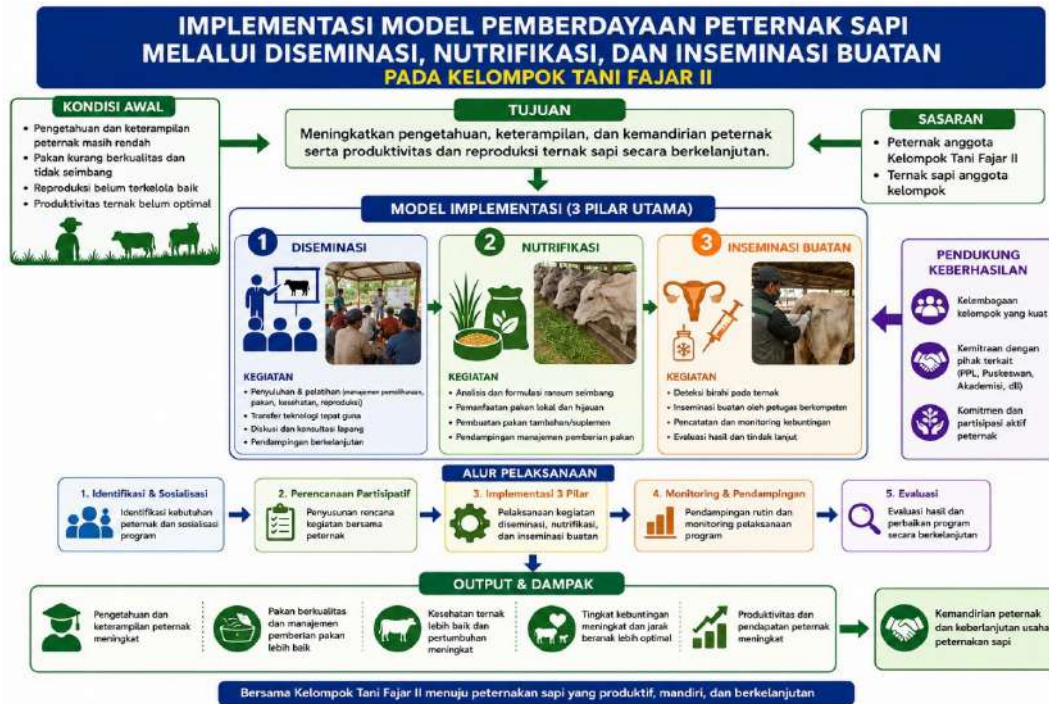 IMPLEMENTASI MODEL PEMBERDAYAAN PETERNAK SAPI
MELALUI DISEMINASI, NUTRIFIKASI, DAN INSEMINASI BUATAN
PADA KELOMPOK TANI FAJAR II
KONDISI AWAL
• Pengetahuan dan keterampilan
peternak masih rendah
• Pakan kurang berkualitas dan
tidak seimbang
• Reproduksi belum terkelola baik
• Produktivitas ternak belum optimal
TUJUAN
Meningkatkan pengetahuan, keterampilan, dan kemandirian peternak
serta produktivitas dan reproduksi ternak sapi secara berkelanjutan.
SASARAN
• Peternak anggota
Kelompok Tani Fajar II
• Ternak sapi anggota
kelompok
MODEL IMPLEMENTASI (3 PILAR UTAMA)
1 DISEMINASI
KEGIATAN
• Penyuluhan & pelatihan (manajemen pemeliharaan,
pakan, kesehatan, reproduksi)
• Transfer teknologi tepat guna
• Diskusi dan konsultasi lapang
• Pendampingan berkelanjutan
2 NUTRIFIKASI
KEGIATAN
• Analisis dan formulasi ransum seimbang
• Pemanfaatan pakan lokal dan hijauan
• Pembuatan pakan tambahan/suplemen
• Pendampingan manajemen pemberian pakan
3 INSEMINASI BUATAN
KEGIATAN
• Deteksi birahi pada ternak
• Inseminasi buatan oleh petugas berkompeten
• Pencatatan dan monitoring kebuntingan
• Evaluasi hasil dan tindak lanjut
PENDUKUNG
KEBERHASILAN
Kelembagaan
kelompok yang kuat
Kemitraan dengan
pihak terkait
(PPL, Puskeswan,
Akademisi, dll)
Komitmen dan
partisipasi aktif
peternak
ALUR PELAKSANAAN
1. Identifikasi & Sosialisasi
Identifikasi kebutuhan
peternak dan sosialisasi
program
2. Perencanaan Partisipatif
Penyusunan rencana
kegiatan bersama
peternak
3. Implementasi 3 Pilar
Pelaksanaan kegiatan
diseminasi, nutrifikasi,
dan inseminasi buatan
4. Monitoring & Pendampingan
Pendampingan rutin dan
monitoring pelaksanaan
program
5. Evaluasi
Evaluasi hasil dan
perbaikan program
secara berkelanjutan
OUTPUT & DAMPAK
Pengetahuan dan
keterampilan peternak
meningkat
Pakan berkualitas
dan manajemen
pemberian pakan
lebih baik
Kesehatan ternak
lebih baik dan
pertumbuhan
meningkat
Tingkat kebuntingan
meningkat dan jarak
beranak lebih optimal
Produktivitas dan
pendapatan peternak
meningkat
Kemandirian peternak
dan keberlanjutan usaha
peternakan sapi
Bersama Kelompok Tani Fajar II menuju peternakan sapi yang produktif, mandiri, dan berkelanjutan